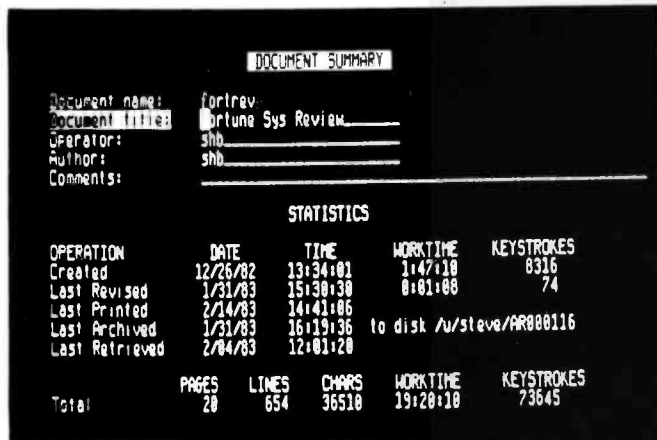 DOCUMENT SUMMARY
Document name: fortrev
Document title: Fortune Sys Review
Operator: shb
Author: shb
Comments:
STATISTICS
OPERATION DATE TIME WORKTIME KEYSTROKES
Created 12/26/82 13:34:01 1:47:10 8316
Last Revised 1/31/83 15:30:30 0:01:08 74
Last Printed 2/14/83 14:41:06
Last Archived 1/31/83 16:19:36 to disk /u/steve/AR000116
Last Retrieved 2/04/83 12:01:20
PAGES LINES CHARS WORKTIME KEYSTROKES
Total 20 654 36510 19:20:10 73645